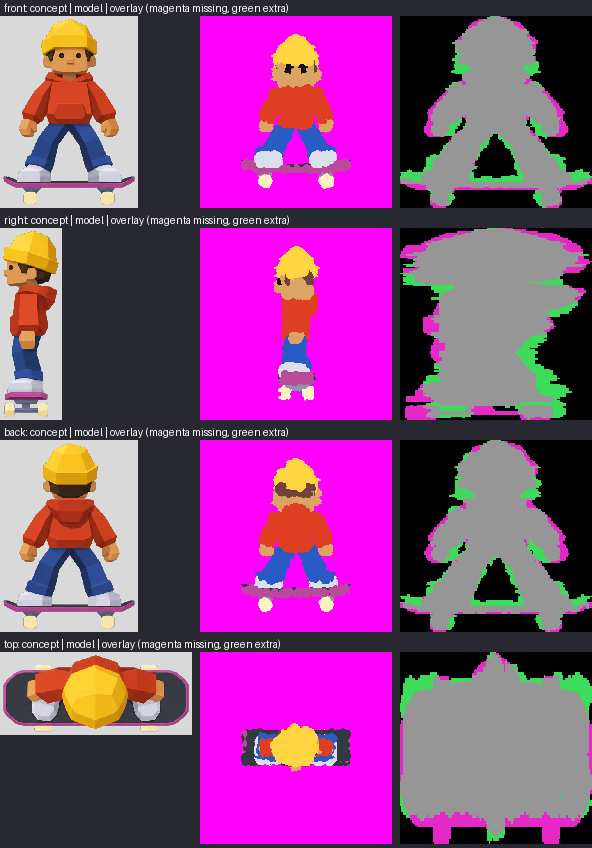 front: concept | model | overlay (magenta missing, green extra)
right: concept | model | overlay (magenta missing, green extra)
back: concept | model | overlay (magenta missing, green extra)
top: concept | model | overlay (magenta missing, green extra)